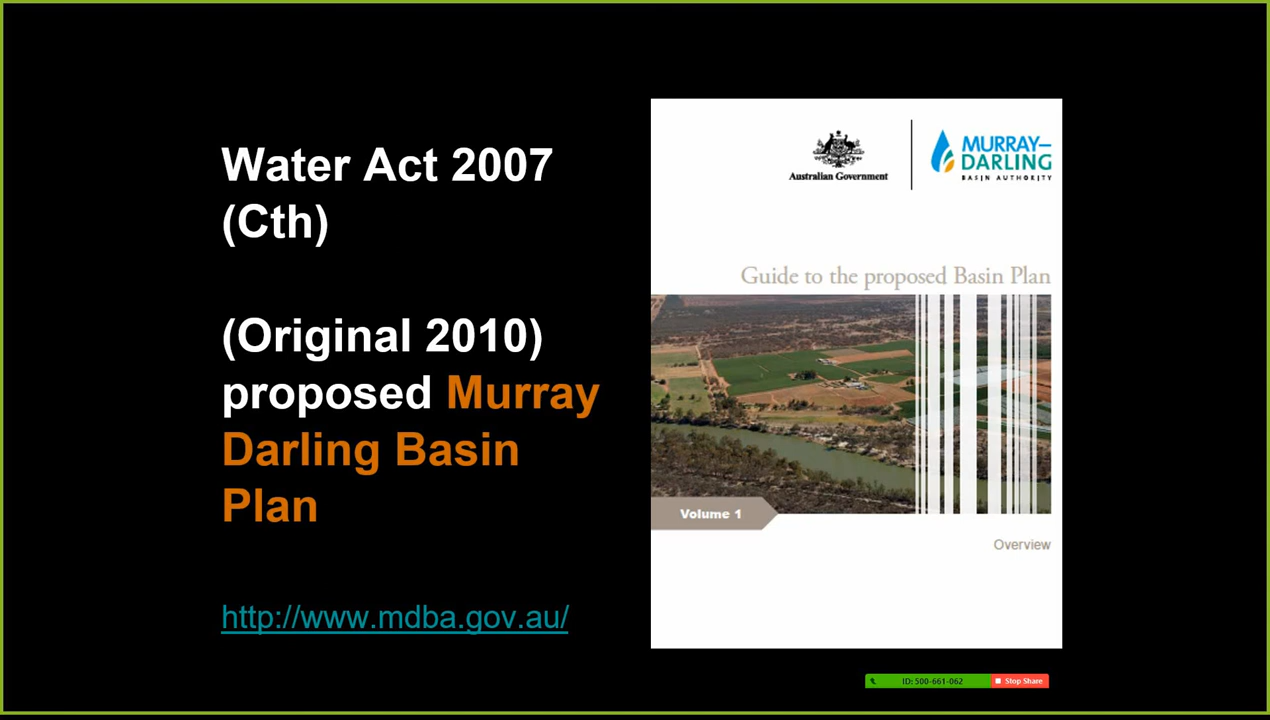 Water Act 2007
(Cth)
(Original 2010)
proposed Murray
Darling Basin
Plan
http://www.mdba.gov.au/
Australian Government
MURRAY–
DARLING
BASIN AUTHORITY
Guide to the proposed Basin Plan
Volume 1
Overview
ID: 500-661-062
Stop Share